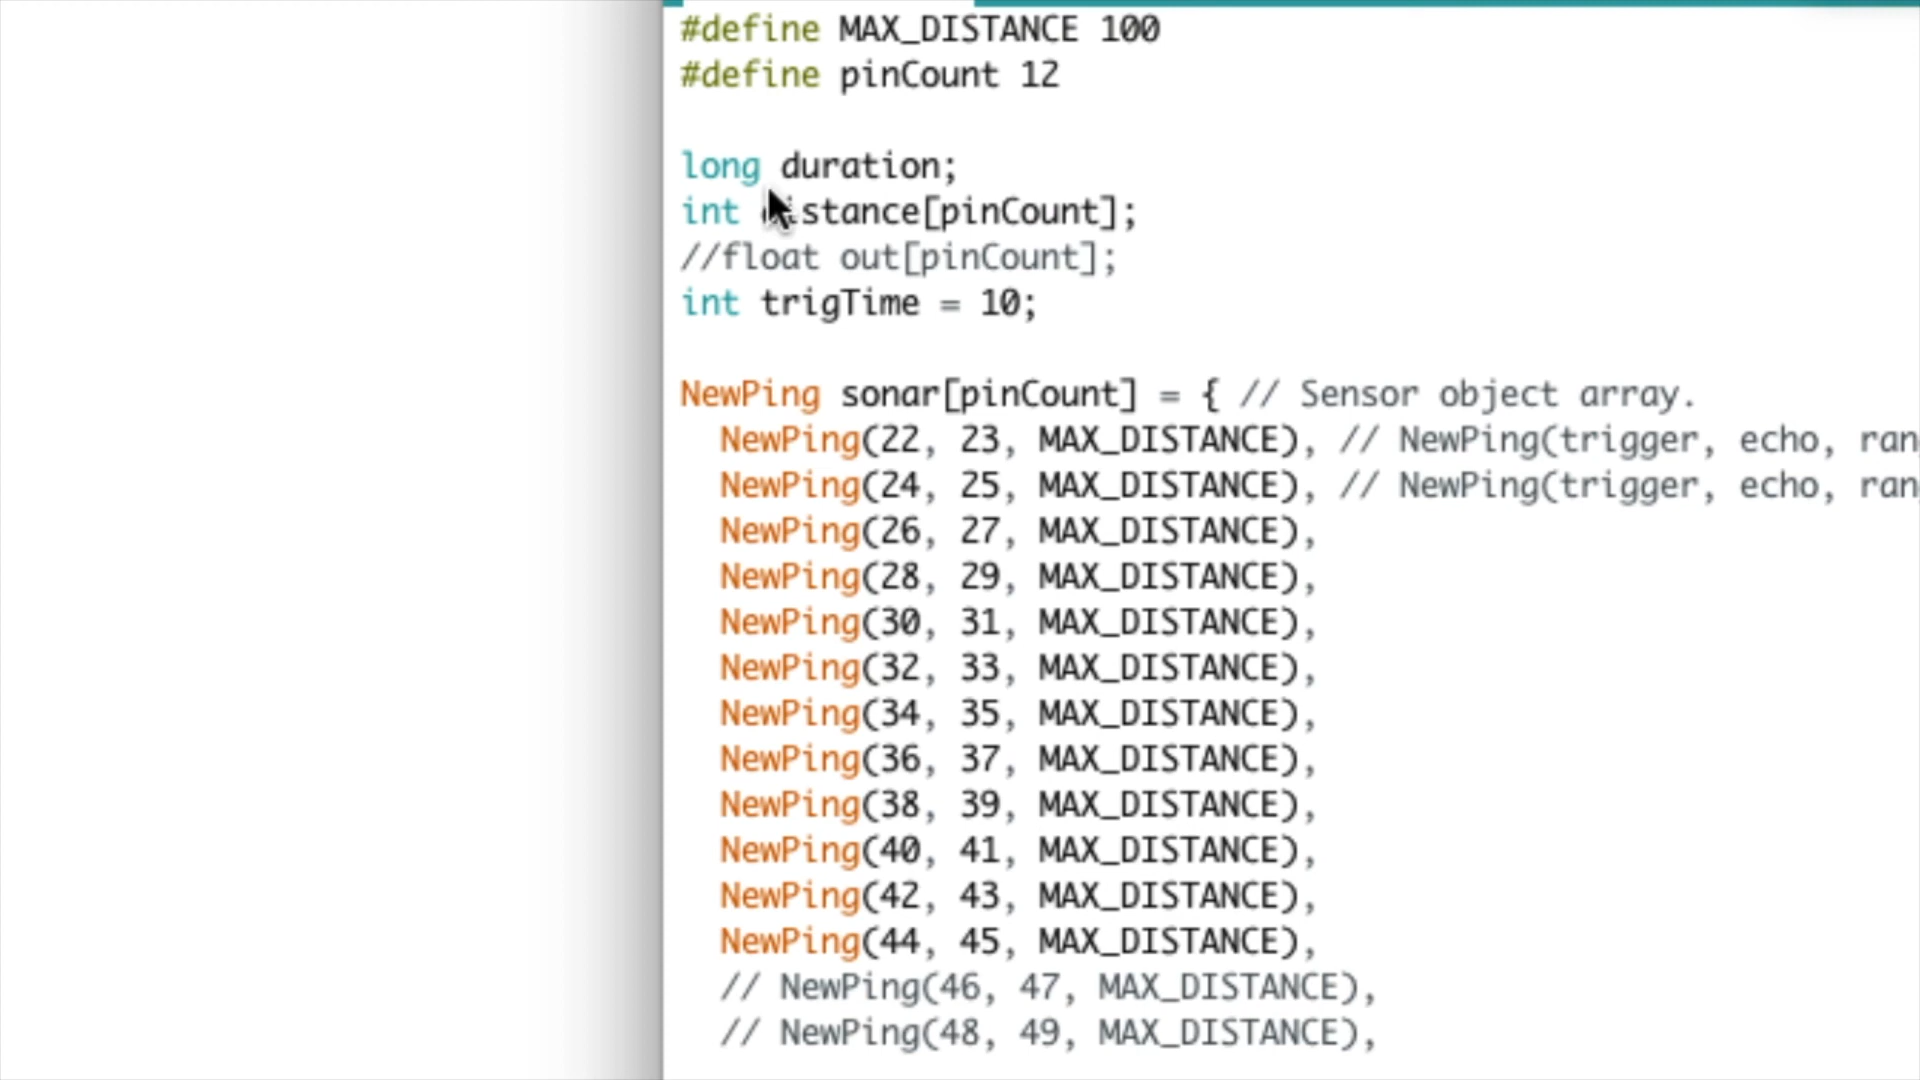 #define MAX_DISTANCE 100
#define pinCount 12
long duration;
int distance[pinCount];
//float out[pinCount];
int trigTime = 10;
NewPing sonar[pinCount] = { // Sensor object array.
NewPing(22, 23, MAX_DISTANCE), // NewPing(trigger, echo, ran
NewPing(24, 25, MAX_DISTANCE), // NewPing(trigger, echo, ran
NewPing(26, 27, MAX_DISTANCE),
NewPing(28, 29, MAX_DISTANCE),
NewPing(30, 31, MAX_DISTANCE),
NewPing(32, 33, MAX_DISTANCE),
NewPing(34, 35, MAX_DISTANCE),
NewPing(36, 37, MAX_DISTANCE),
NewPing(38, 39, MAX_DISTANCE),
NewPing(40, 41, MAX_DISTANCE),
NewPing(42, 43, MAX_DISTANCE),
NewPing(44, 45, MAX_DISTANCE),
// NewPing(46, 47, MAX_DISTANCE),
// NewPing(48, 49, MAX_DISTANCE),